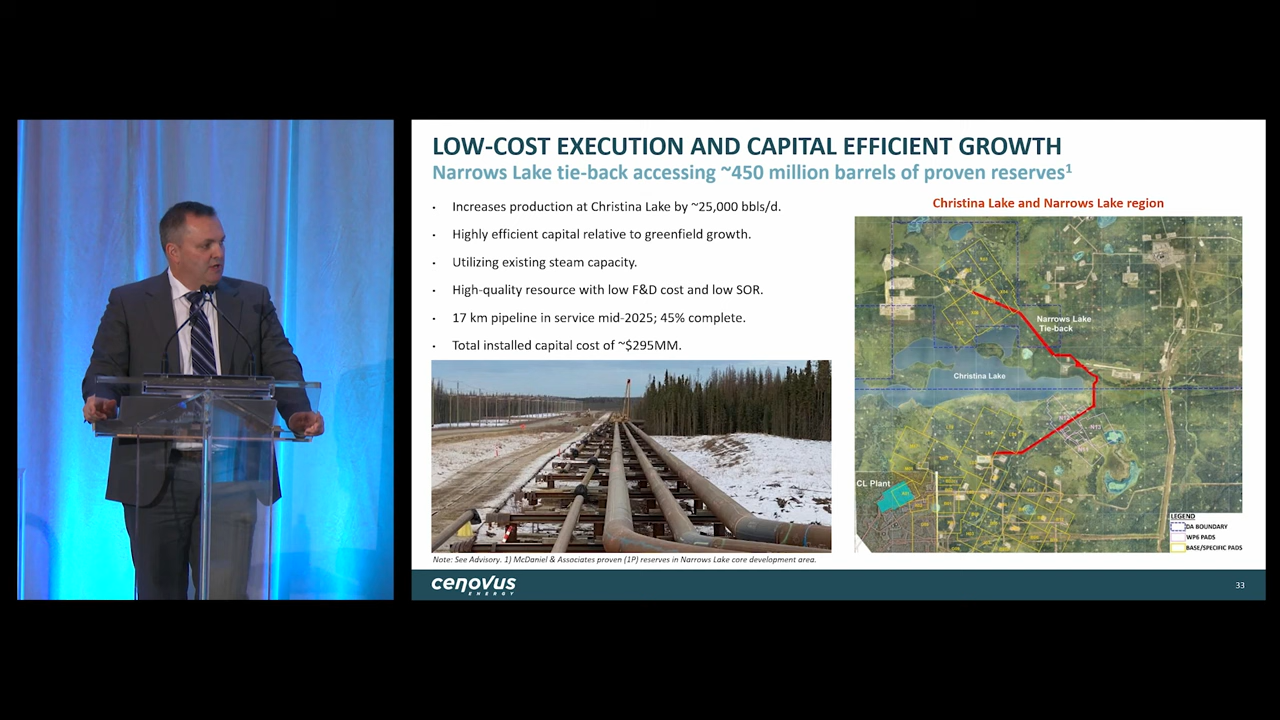 LOW-COST EXECUTION AND CAPITAL EFFICIENT GROWTH
Narrows Lake tie-back accessing ~450 million barrels of proven reserves1
• Increases production at Christina Lake by ~25,000 bbls/d.
• Highly efficient capital relative to greenfield growth.
• Utilizing existing steam capacity.
• High-quality resource with low F&D cost and low SOR.
• 17 km pipeline in service mid-2025; 45% complete.
• Total installed capital cost of ~$295MM.
Christina Lake and Narrows Lake region
Narrows Lake
Tie-back
Christina Lake
CL Plant
LEGEND
DA BOUNDARY
WP6 PADS
BASE/SPECIFIC PADS
Note: See Advisory. 1) McDaniel & Associates proven (1P) reserves in Narrows Lake core development area.
cenovus
ENERGY
33